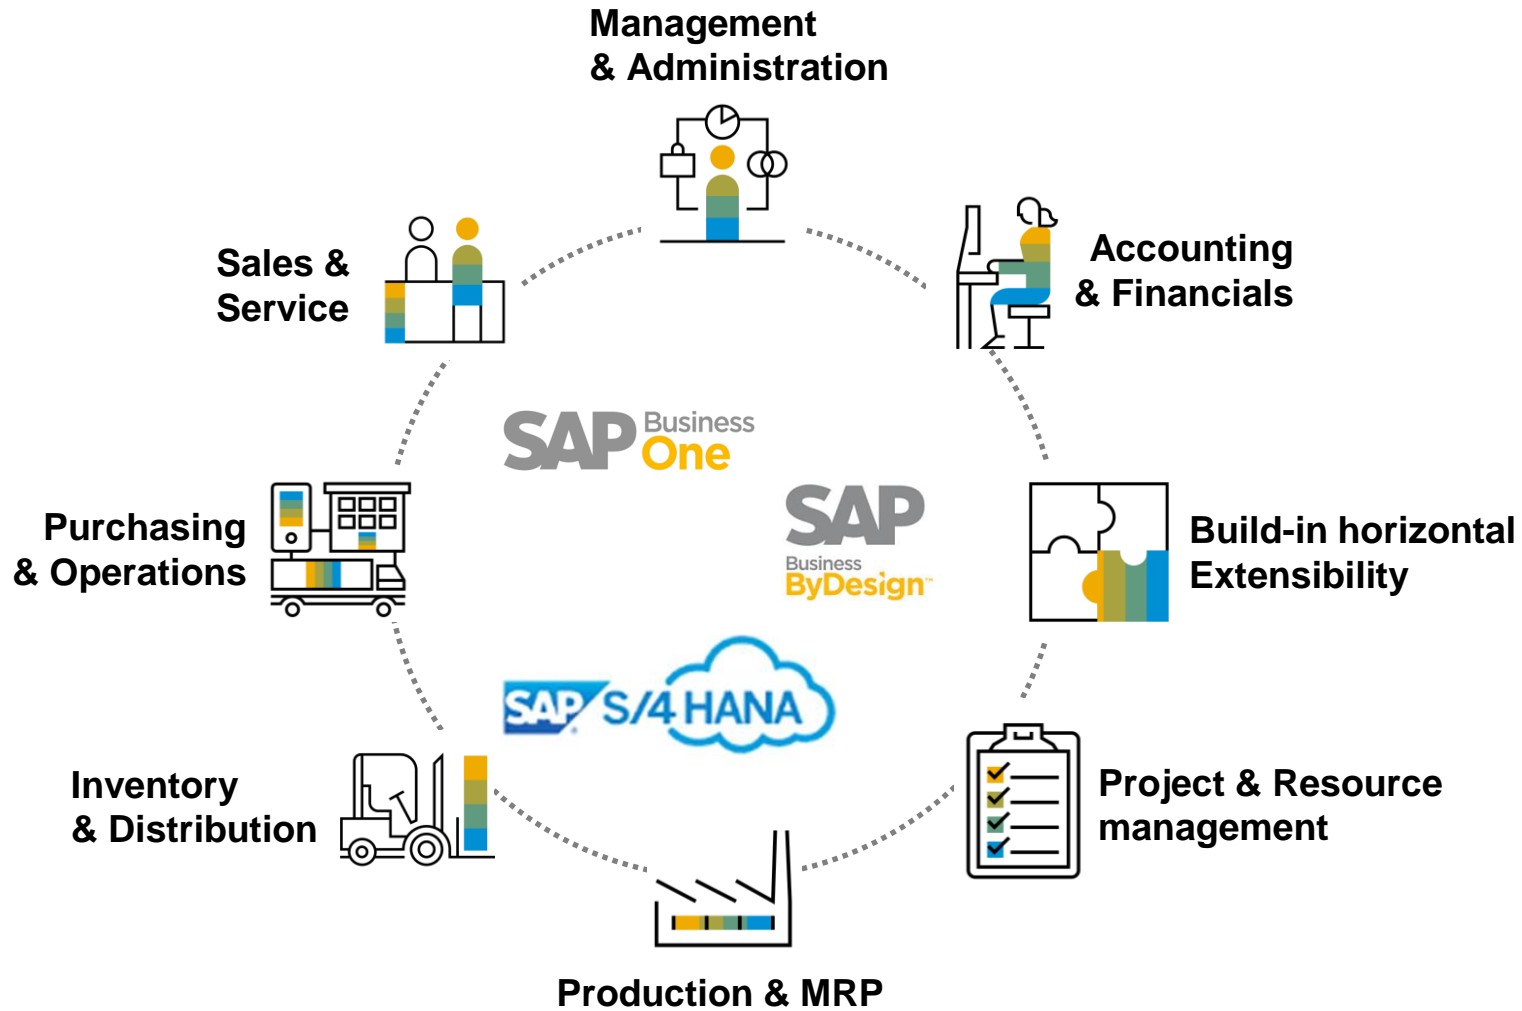 Management
& Administration
Accounting
& Financials
Sales &
Service
SAP Business
One
SAP
Business
ByDesign™
Purchasing
& Operations
Build-in horizontal
Extensibility
SAP® S/4HANA
Inventory
& Distribution
Project & Resource
management
Production & MRP